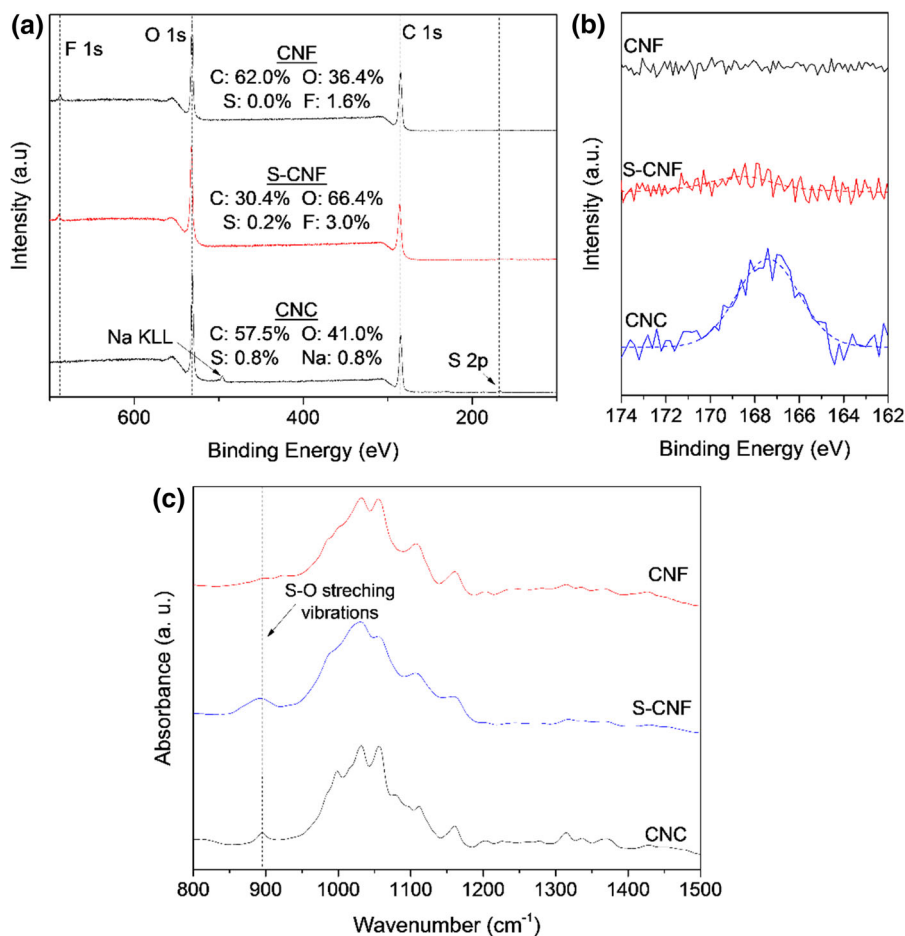 (a)
F 1s
O 1s
C 1s
CNF
C: 62.0% O: 36.4%
S: 0.0% F: 1.6%
S-CNF
C: 30.4% O: 66.4%
S: 0.2% F: 3.0%
CNC
C: 57.5% O: 41.0%
S: 0.8% Na: 0.8%
Na KLL
S 2p
Intensity (a.u)
600 400 200
Binding Energy (eV)
(b)
CNF
S-CNF
CNC
Intensity (a.u.)
174 172 170 168 166 164 162
Binding Energy (eV)
(c)
S-O streching
vibrations
CNF
S-CNF
CNC
Absorbance (a. u.)
800 900 1000 1100 1200 1300 1400 1500
Wavenumber (cm⁻¹)